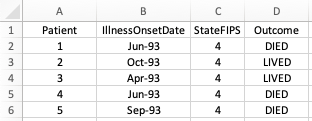 A B C D
1 Patient IllnessOnsetDate StateFIPS Outcome
2 1 Jun-93 4 DIED
3 2 Oct-93 4 LIVED
4 3 Apr-93 4 LIVED
5 4 Jun-93 4 DIED
6 5 Sep-93 4 DIED